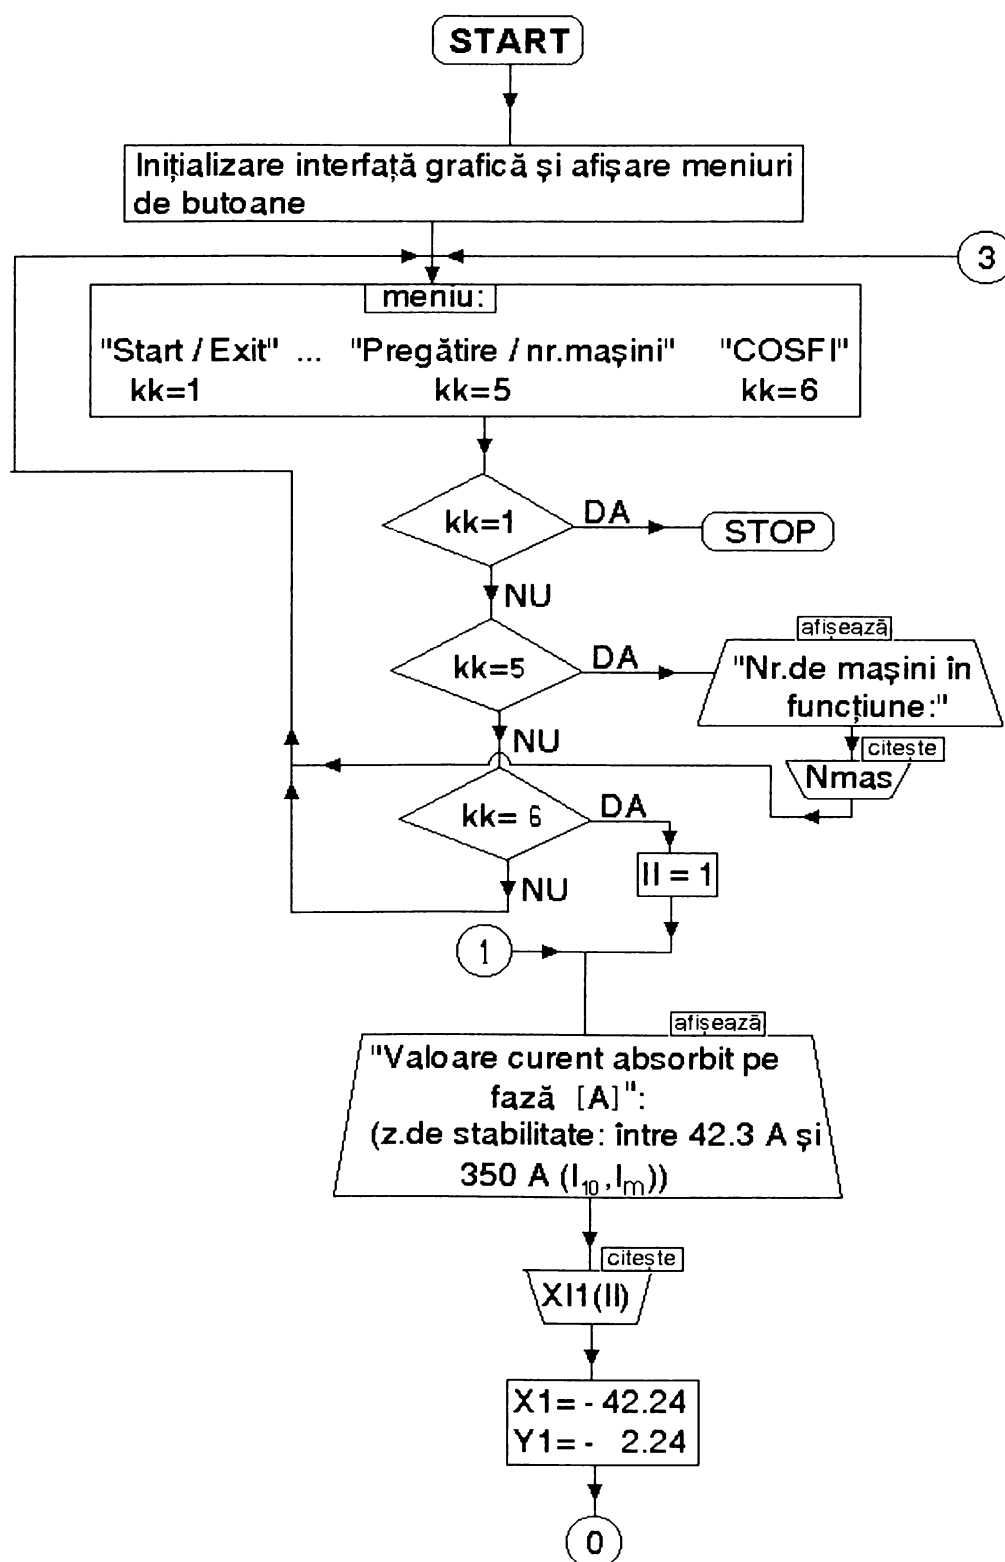 START
Inițializare interfață grafică și afișare meniuri
de butoane
3
meniu:
"Start / Exit" ... "Pregătire / nr.mașini" "COSFI"
kk=1 kk=5 kk=6
kk=1
DA
STOP
NU
afișează
kk=5
DA
"Nr.de mașini în
funcțiune:"
NU
citește
Nmaș
kk= 6
DA
II = 1
NU
1
afișează
"Valoare curent absorbit pe
fază [A]":
(z.de stabilitate: între 42.3 A și
350 A (I₁₀,Iₘ))
citește
XI1(II)
X1= - 42.24
Y1= - 2.24
0